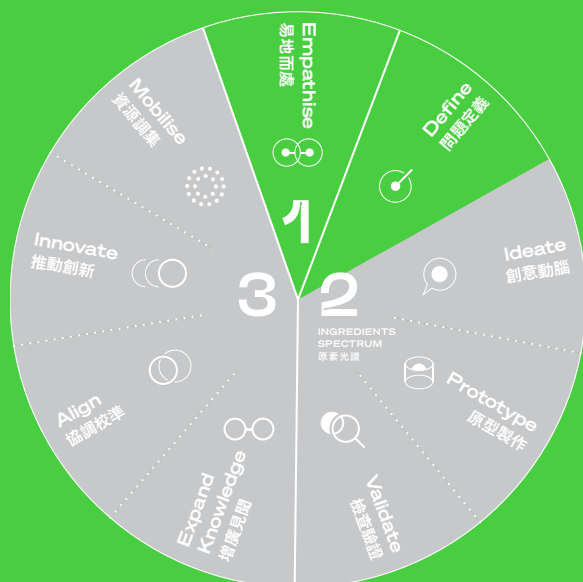 Empathise
易地而處
Define
問題定義
Ideate
創意動腦
Prototype
原型製作
Validate
檢查驗證
Expand
Knowledge
增廣見聞
Align
協調校準
Innovate
推動創新
Mobilise
資源調集
1
2
3
INGREDIENTS
SPECTRUM
原素光譜